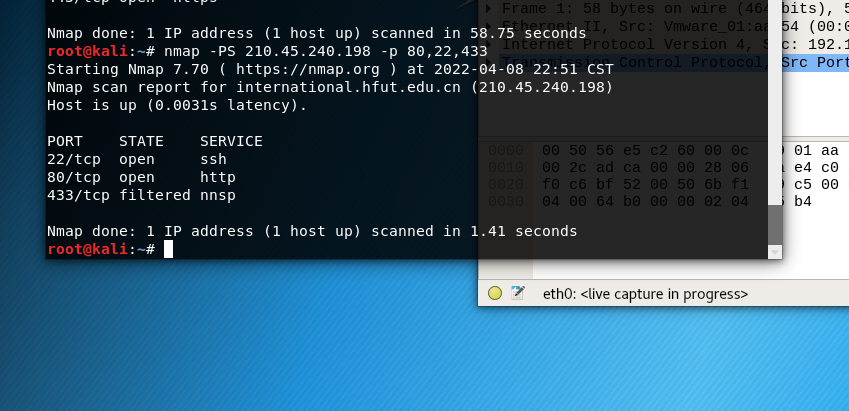 443/tcp open  https
Nmap done: 1 IP address (1 host up) scanned in 58.75 seconds
root@kali:~# nmap -PS 210.45.240.198 -p 80,22,433
Starting Nmap 7.70 ( https://nmap.org ) at 2022-04-08 22:51 CST
Nmap scan report for international.hfut.edu.cn (210.45.240.198)
Host is up (0.0031s latency).
PORT    STATE    SERVICE
22/tcp  open     ssh
80/tcp  open     http
433/tcp filtered nnsp
Nmap done: 1 IP address (1 host up) scanned in 1.41 seconds
root@kali:~#
Frame 1: 58 bytes on wire (464 bits), 5
Ethernet II, Src: Vmware_01:aa:54 (00:0
Internet Protocol Version 4, Src: 192.1
Transmission Control Protocol, Src Port
0000 00 50 56 e5 c2 60 00 0c 01 aa
0010 00 2c ad ca 00 00 28 06 e4 c0
0020 f0 c6 bf 52 00 50 6b f1 c5 00
0030 04 00 64 b0 00 00 02 04 b4
eth0: <live capture in progress>